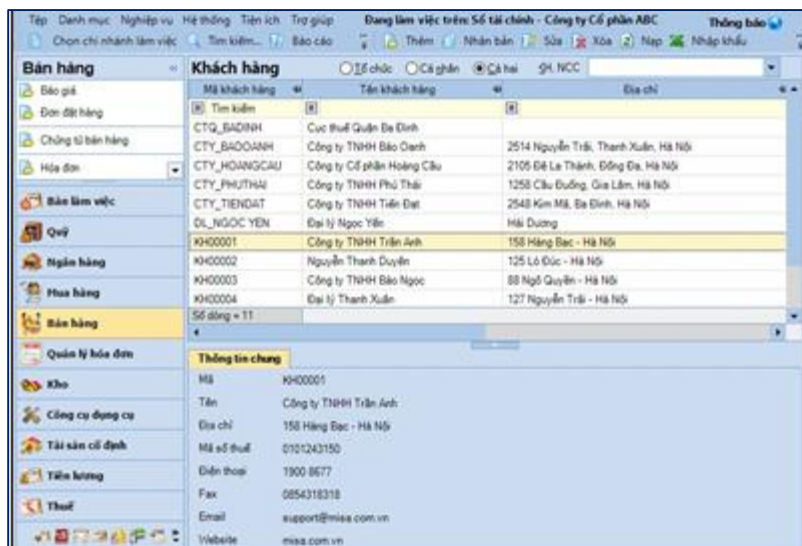 Tệp Danh mục Nghiệp vụ Hệ thống Tiện ích Trợ giúp Đang làm việc trên: Sổ tài chính - Công ty Cổ phần ABC Thông báo
Chọn chi nhánh làm việc Tìm kiếm... Báo cáo Thêm Nhân bản Sửa Xóa Nạp Nhập khẩu
Bán hàng
Báo giá
Đơn đặt hàng
Chứng từ bán hàng
Hóa đơn
Bàn làm việc
Quỹ
Ngân hàng
Mua hàng
Bán hàng
Quản lý hóa đơn
Kho
Công cụ dụng cụ
Tài sản cố định
Tiền lương
Thuế
Khách hàng Tổ chức Cá nhân Cả hai NCC
Mã khách hàng Tên khách hàng Địa chỉ
Tìm kiếm
CTQ_BADINH Cục thuế Quận Ba Đình
CTY_BAOOANH Công ty TNHH Bảo Oanh 2514 Nguyễn Trãi, Thanh Xuân, Hà Nội
CTY_HOANGCAU Công ty Cổ phần Hoàng Cầu 2105 Đê La Thành, Đống Đa, Hà Nội
CTY_PHUTHAI Công ty TNHH Phú Thái 1258 Cầu Đuống, Gia Lâm, Hà Nội
CTY_TIENDAT Công ty TNHH Tiến Đạt 2548 Kim Mã, Ba Đình, Hà Nội
DL_NGOC YEN Đại lý Ngọc Yến Hải Dương
KH00001 Công ty TNHH Trần Anh 158 Hàng Bạc - Hà Nội
KH00002 Nguyễn Thanh Duyên 125 Lò Đúc - Hà Nội
KH00003 Công ty TNHH Bảo Ngọc 88 Ngô Quyền - Hà Nội
KH00004 Đại lý Thanh Xuân 127 Nguyễn Trãi - Hà Nội
Số dòng = 11
Thông tin chung
Mã KH00001
Tên Công ty TNHH Trần Anh
Địa chỉ 158 Hàng Bạc - Hà Nội
Mã số thuế 0101243150
Điện thoại 1900 8677
Fax 0854318318
Email support@misa.com.vn
Website misa.com.vn